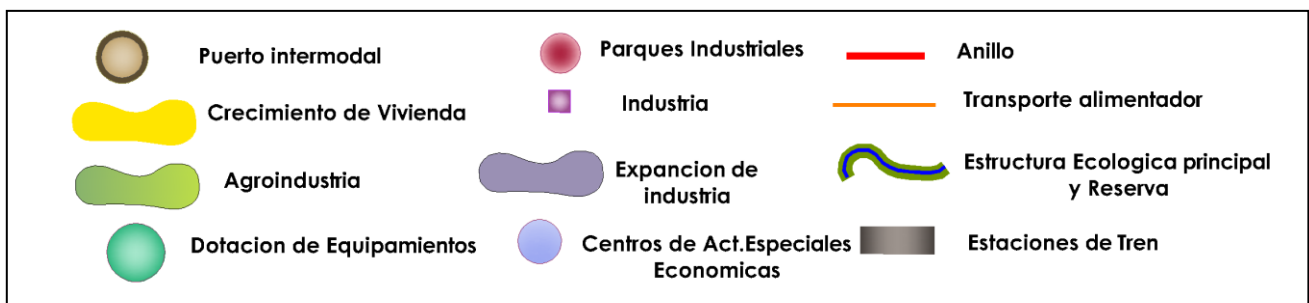 Puerto intermodal
Crecimiento de Vivienda
Agroindustria
Dotacion de Equipamientos
Parques Industriales
Industria
Expancion de
industria
Centros de Act.Especiales
Economicas
Anillo
Transporte alimentador
Estructura Ecologica principal
y Reserva
Estaciones de Tren